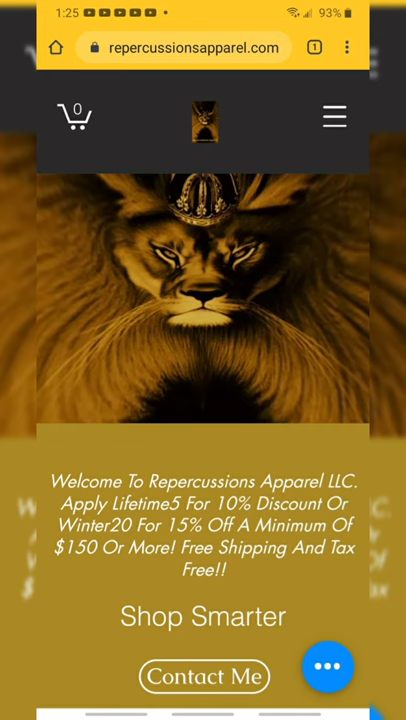 1:25
93%
repercussionsapparel.com
1
0
Welcome To Repercussions Apparel LLC.
Apply Lifetime5 For 10% Discount Or
Winter20 For 15% Off A Minimum Of
$150 Or More! Free Shipping And Tax
Free!!
Shop Smarter
Contact Me